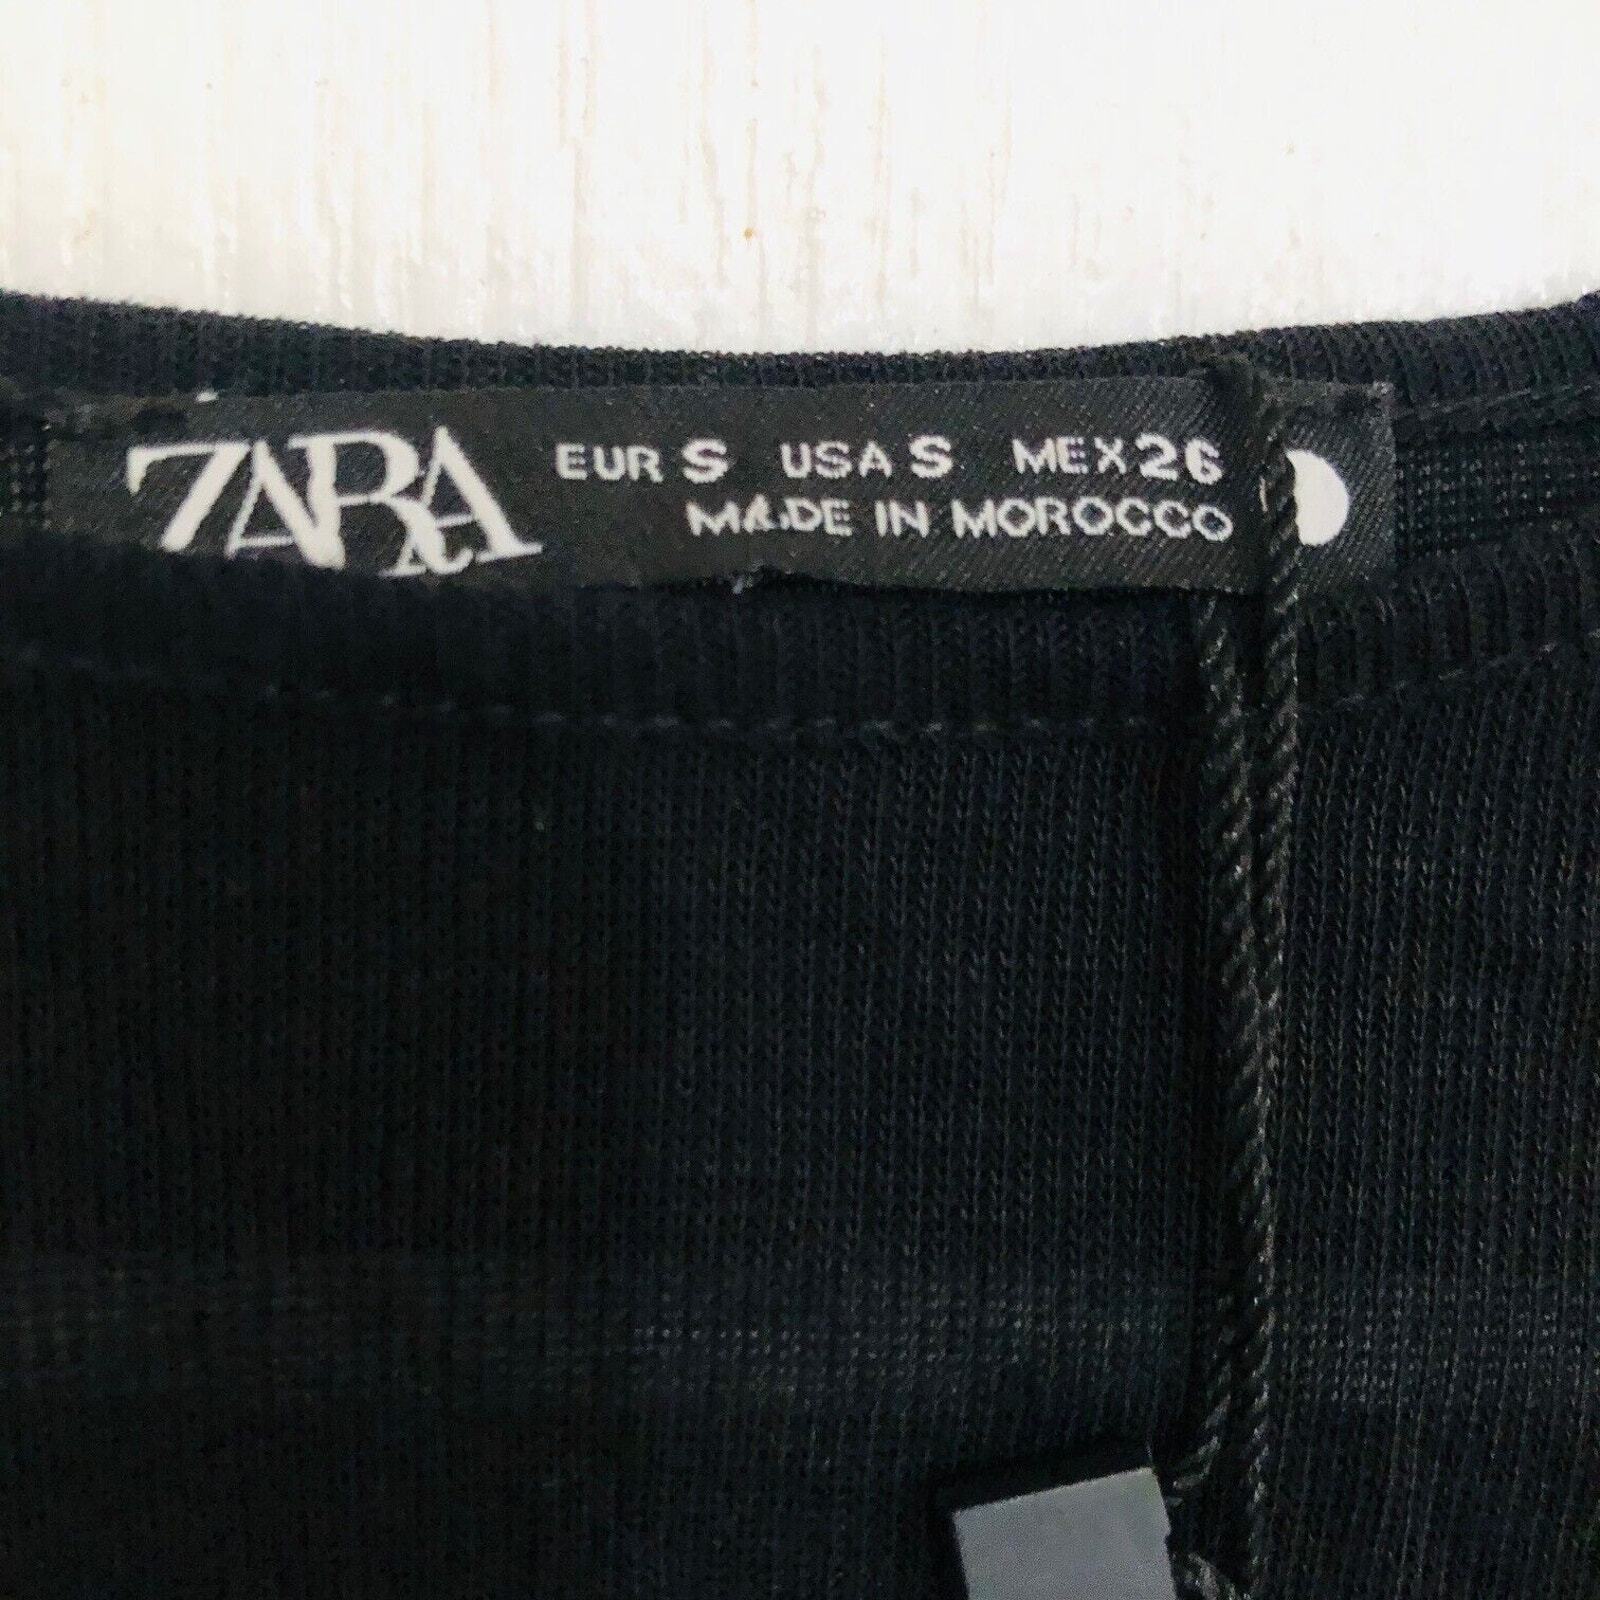 ZARA EUR S USA S MEX 26
MADE IN MOROCCO